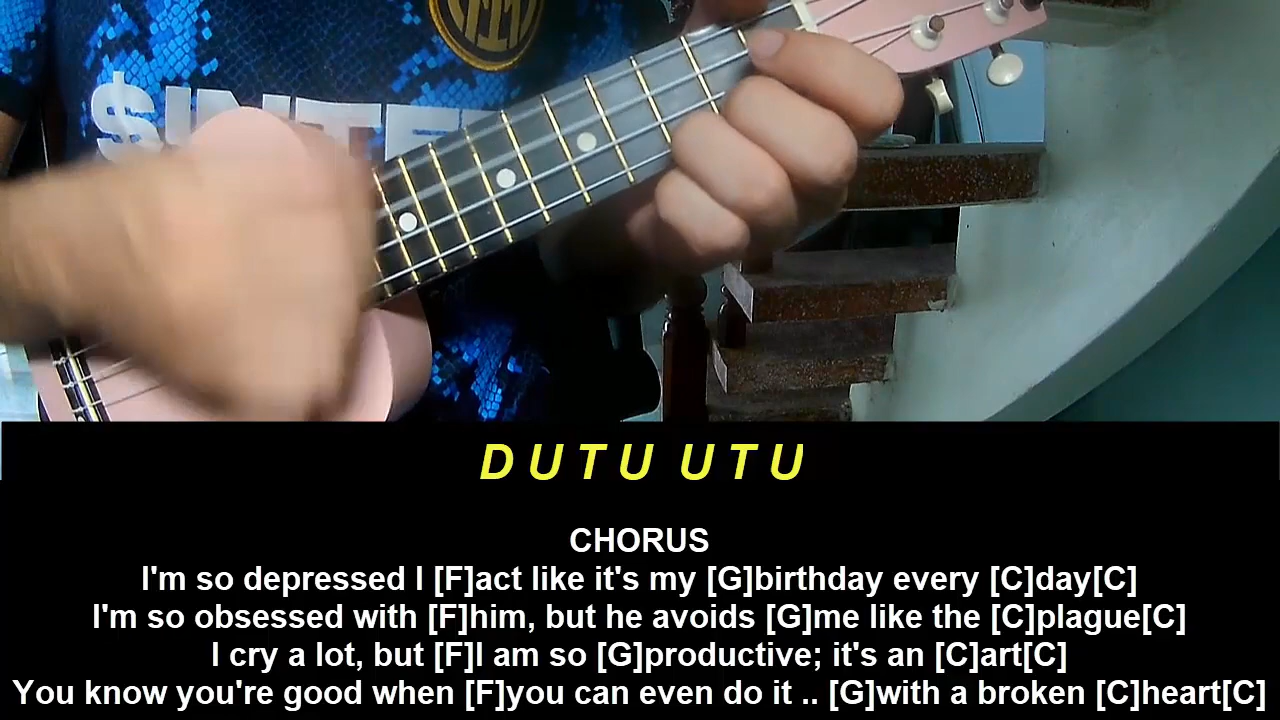 $INTE
D U T U U T U
CHORUS
I'm so depressed I [F]act like it's my [G]birthday every [C]day[C]
I'm so obsessed with [F]him, but he avoids [G]me like the [C]plague[C]
I cry a lot, but [F]I am so [G]productive; it's an [C]art[C]
You know you're good when [F]you can even do it .. [G]with a broken [C]heart[C]